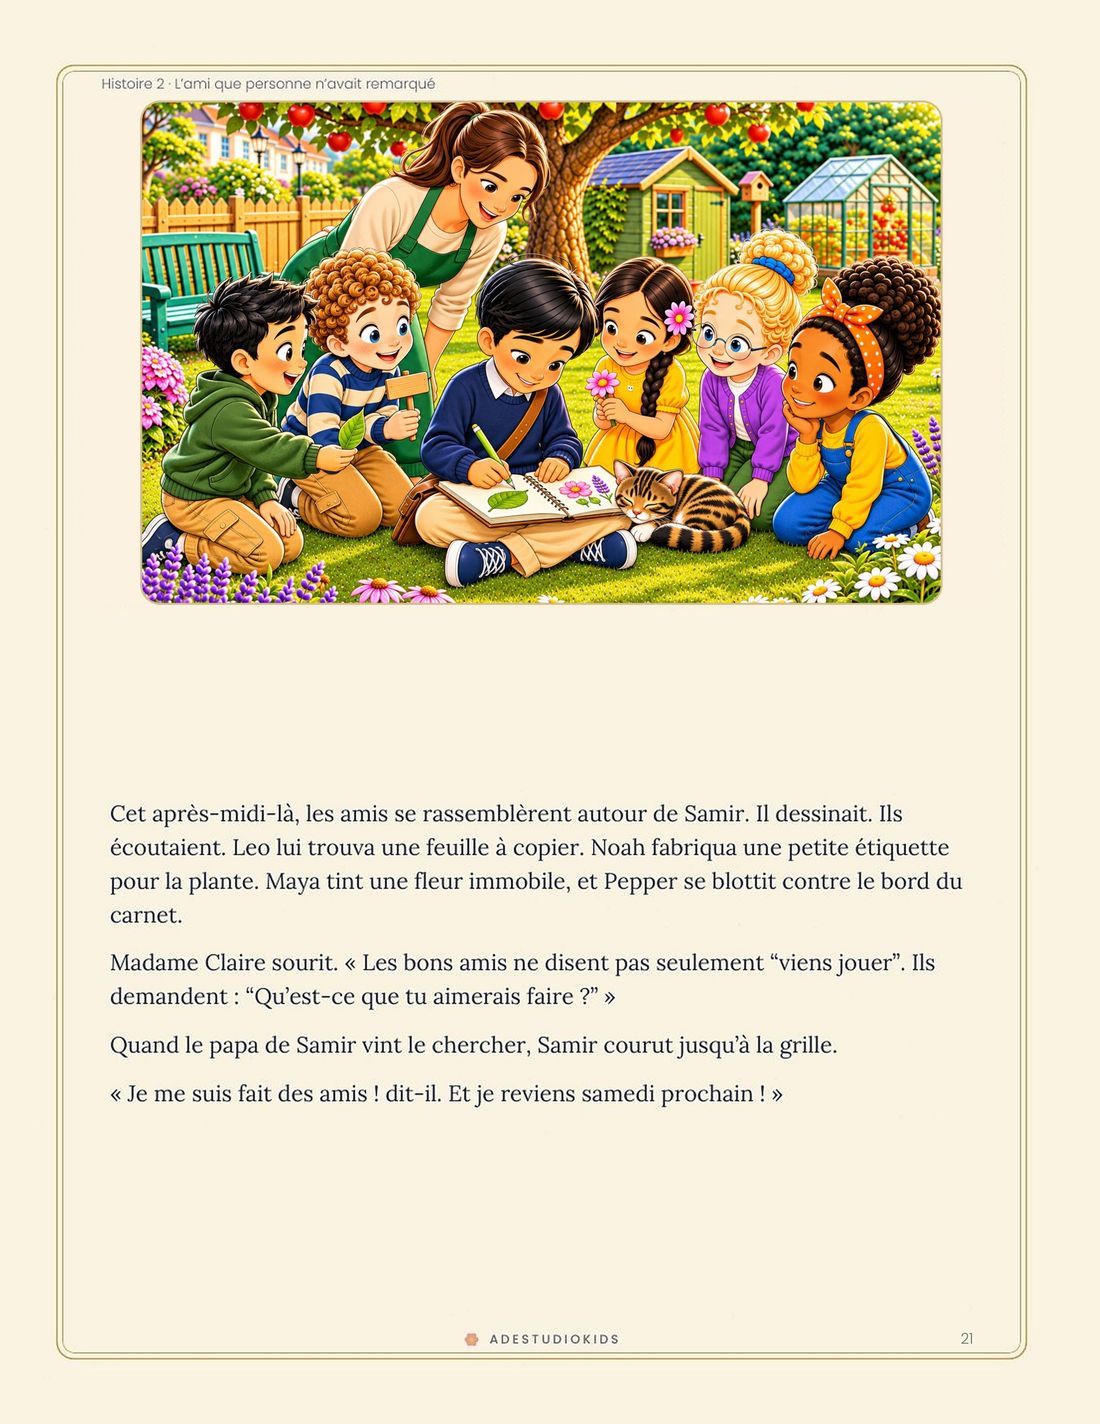 Histoire 2 · L’ami que personne n’avait remarqué
Cet après-midi-là, les amis se rassemblèrent autour de Samir. Il dessinait. Ils
écoutaient. Leo lui trouva une feuille à copier. Noah fabriqua une petite étiquette
pour la plante. Maya tint une fleur immobile, et Pepper se blottit contre le bord du
carnet.
Madame Claire sourit. « Les bons amis ne disent pas seulement “viens jouer”. Ils
demandent : “Qu’est-ce que tu aimerais faire ?” »
Quand le papa de Samir vint le chercher, Samir courut jusqu’à la grille.
« Je me suis fait des amis ! dit-il. Et je reviens samedi prochain ! »
ADESTUDIOKIDS
21